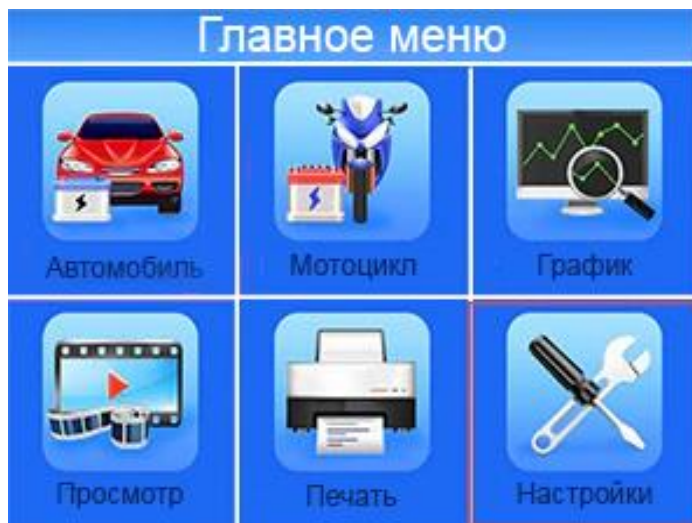 Главное меню
Автомобиль
Мотоцикл
График
Просмотр
Печать
Настройки